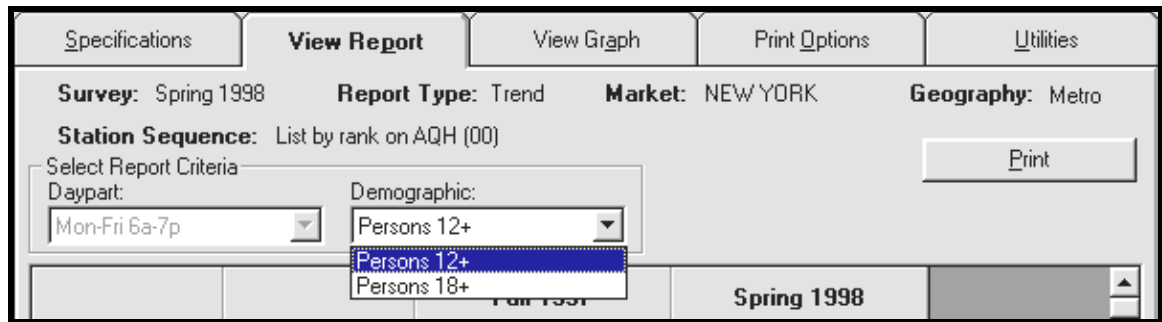 Specifications View Report View Graph Print Options Utilities
Survey: Spring 1998 Report Type: Trend Market: NEW YORK Geography: Metro
Station Sequence: List by rank on AQH (00)
Print
Select Report Criteria
Daypart: Demographic:
Mon-Fri 6a-7p Persons 12+
Persons 12+
Persons 18+
Spring 1998